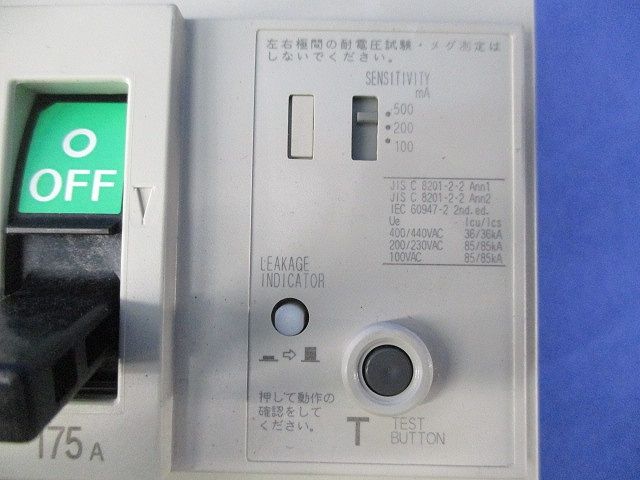 左右極間の耐電圧試験・メグ測定は
しないでください。
SENSITIVITY
mA
500
200
100
O
OFF
JIS C 8201-2-2 Ann1
JIS C 8201-2-2 Ann2
IEC 60947-2 2nd.ed.
Ue Icu/Ics
400/440VAC 36/36kA
200/230VAC 85/85kA
100VAC 85/85kA
LEAKAGE
INDICATOR
押して動作の
確認をして
ください。
T TEST
BUTTON
175 A